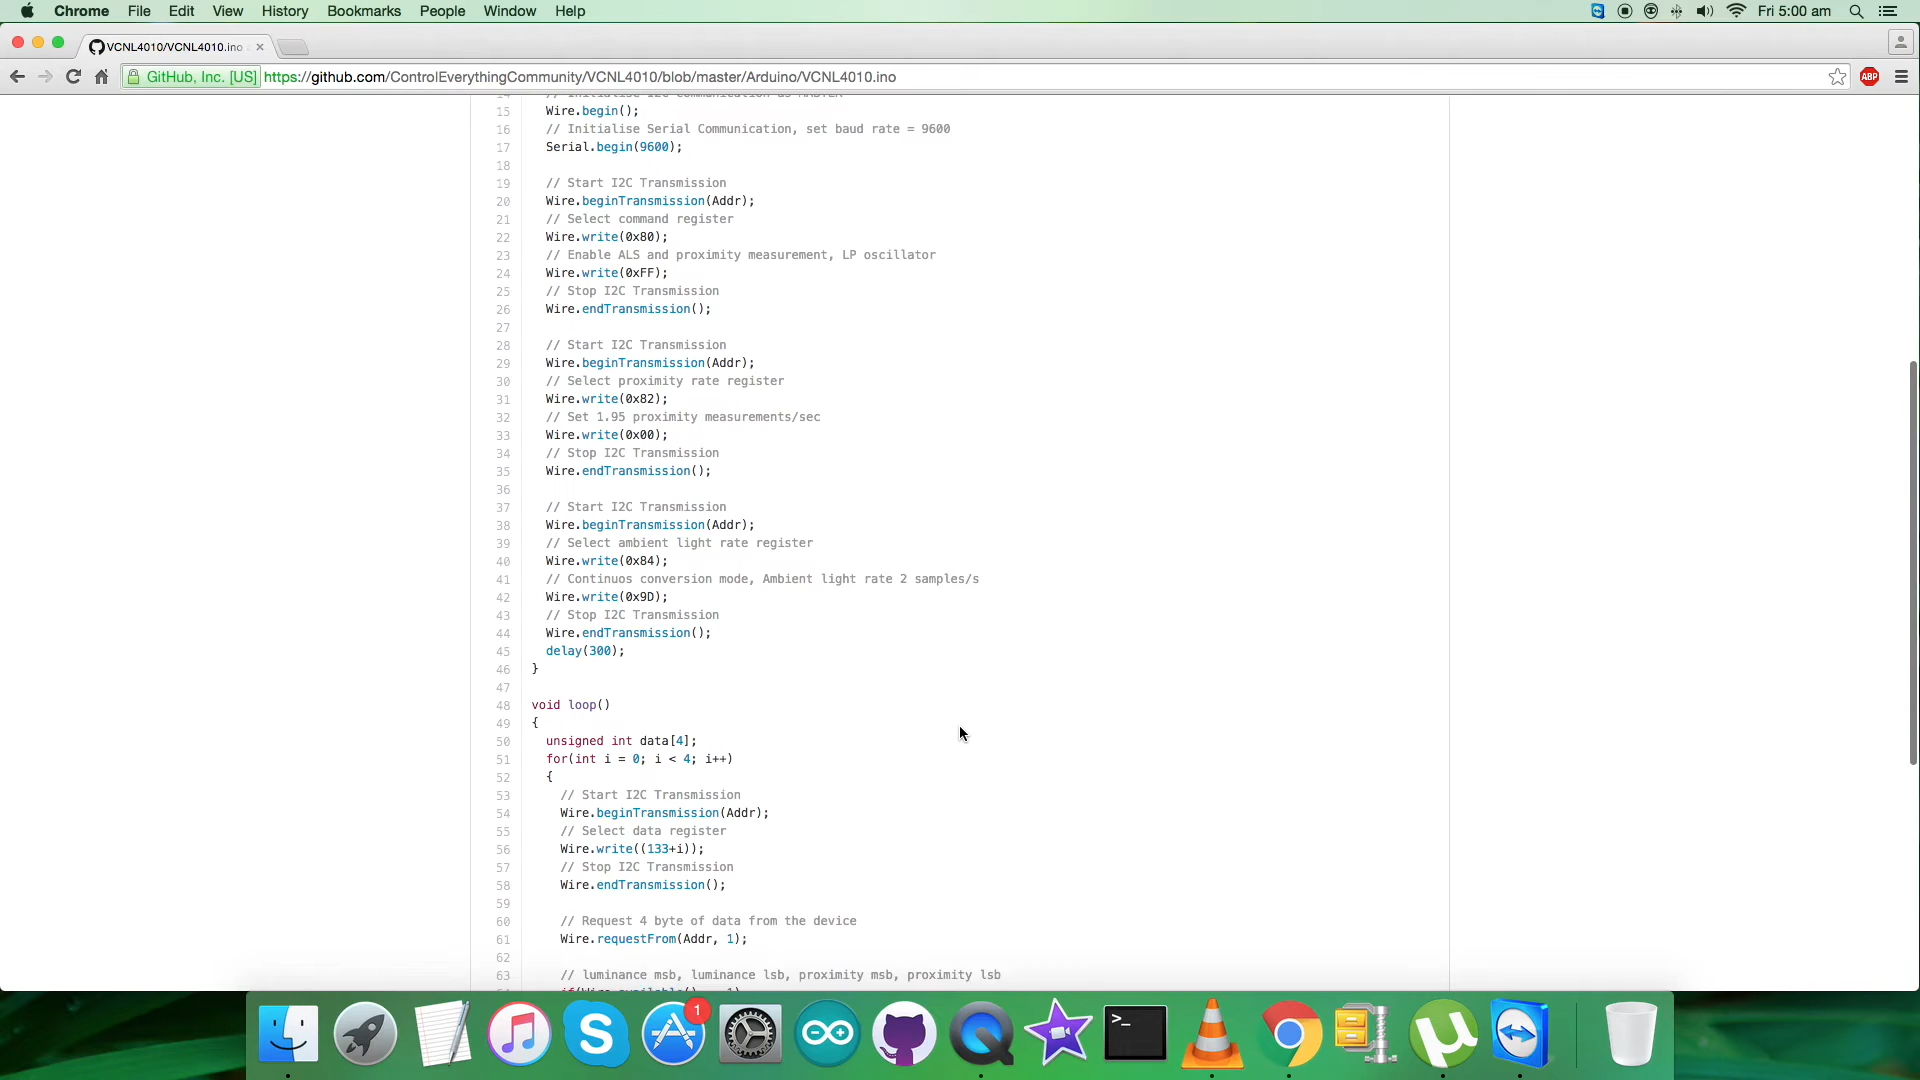 Chrome File Edit View History Bookmarks People Window Help Fri 5:00 am
VCNL4010/VCNL4010.ino
GitHub, Inc. [US] https://github.com/ControlEverythingCommunity/VCNL4010/blob/master/Arduino/VCNL4010.ino ABP
15 Wire.begin();
16 // Initialise Serial Communication, set baud rate = 9600
17 Serial.begin(9600);
18
19 // Start I2C Transmission
20 Wire.beginTransmission(Addr);
21 // Select command register
22 Wire.write(0x80);
23 // Enable ALS and proximity measurement, LP oscillator
24 Wire.write(0xFF);
25 // Stop I2C Transmission
26 Wire.endTransmission();
27
28 // Start I2C Transmission
29 Wire.beginTransmission(Addr);
30 // Select proximity rate register
31 Wire.write(0x82);
32 // Set 1.95 proximity measurements/sec
33 Wire.write(0x00);
34 // Stop I2C Transmission
35 Wire.endTransmission();
36
37 // Start I2C Transmission
38 Wire.beginTransmission(Addr);
39 // Select ambient light rate register
40 Wire.write(0x84);
41 // Continuos conversion mode, Ambient light rate 2 samples/s
42 Wire.write(0x9D);
43 // Stop I2C Transmission
44 Wire.endTransmission();
45 delay(300);
46 }
47
48 void loop()
49 {
50 unsigned int data[4];
51 for(int i = 0; i < 4; i++)
52 {
53 // Start I2C Transmission
54 Wire.beginTransmission(Addr);
55 // Select data register
56 Wire.write((133+i));
57 // Stop I2C Transmission
58 Wire.endTransmission();
59
60 // Request 4 byte of data from the device
61 Wire.requestFrom(Addr, 1);
62
63 // luminance msb, luminance lsb, proximity msb, proximity lsb
1